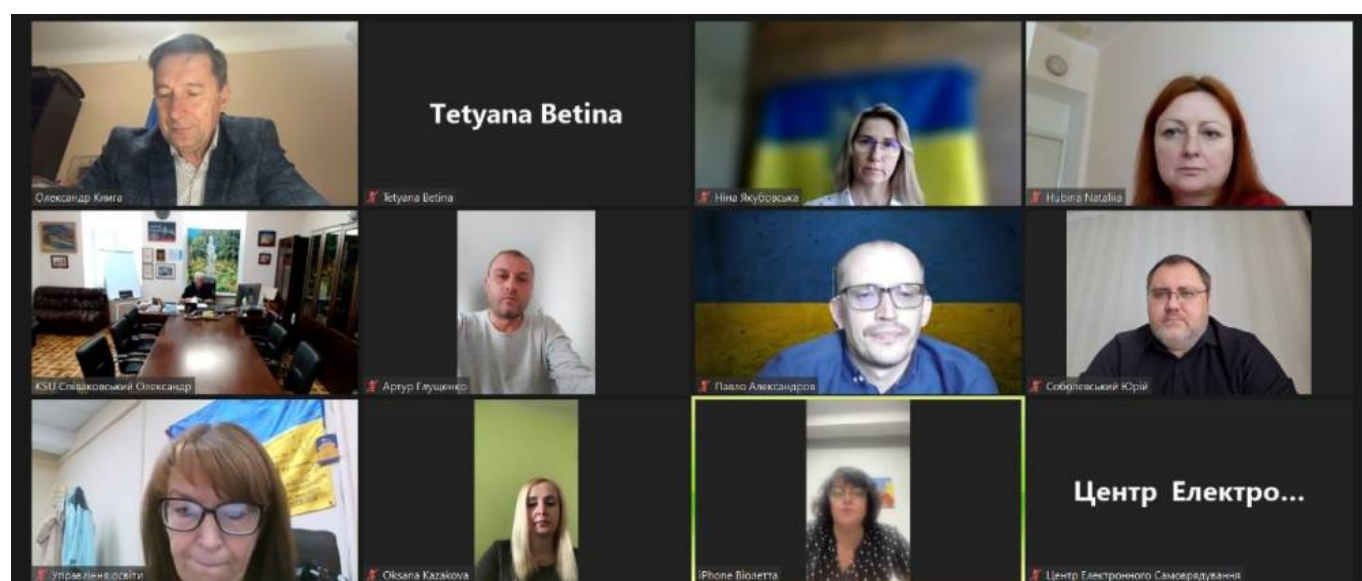 Олександр Книга
Tetyana Betina
Tetyana Betina
Ніна Якубовська
Hubina Nataliia
KSU Співаковський Олександр
Артур Глущенко
Павло Александров
Соболевський Юрій
Управління освіти
Oksana Kazakova
iPhone Віолетта
Центр Електро...
Центр Електронного Самоврядування